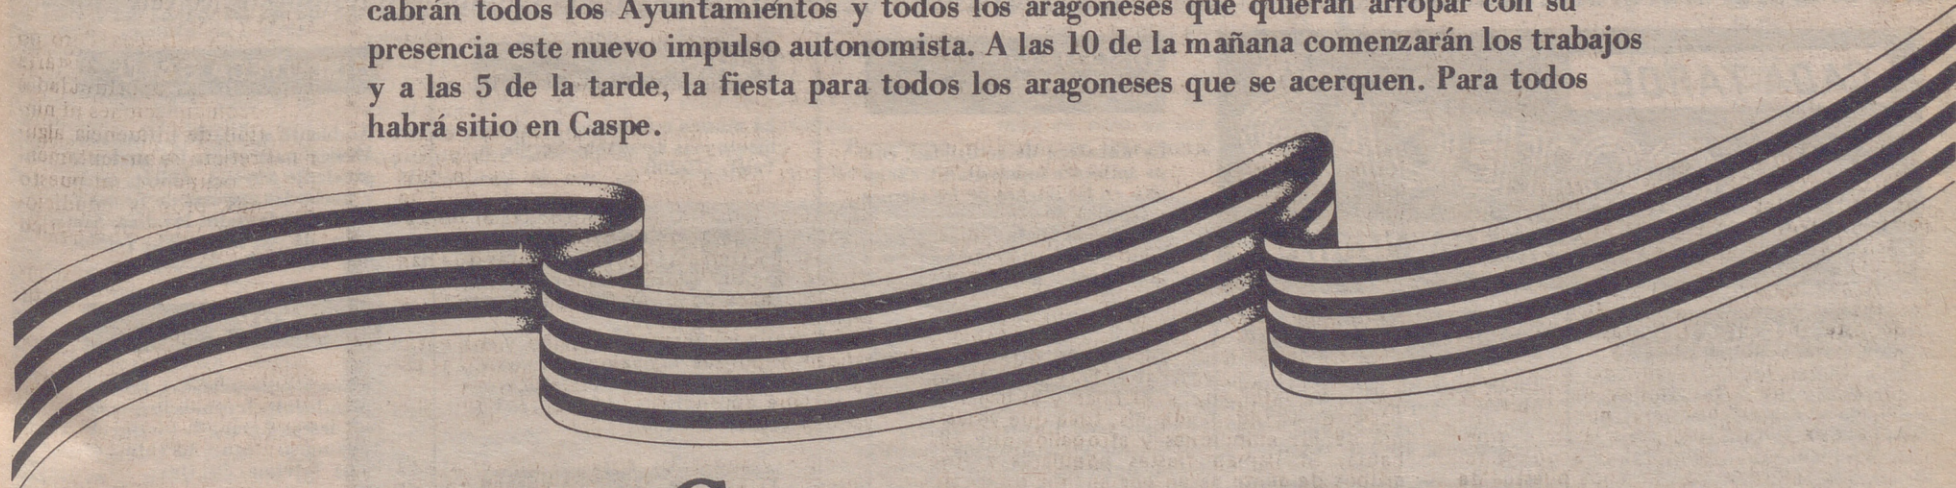 cabrán todos los Ayuntamientos y todos los aragoneses que quieran arropar con su
presencia este nuevo impulso autonomista. A las 10 de la mañana comenzarán los trabajos
y a las 5 de la tarde, la fiesta para todos los aragoneses que se acerquen. Para todos
habrá sitio en Caspe.